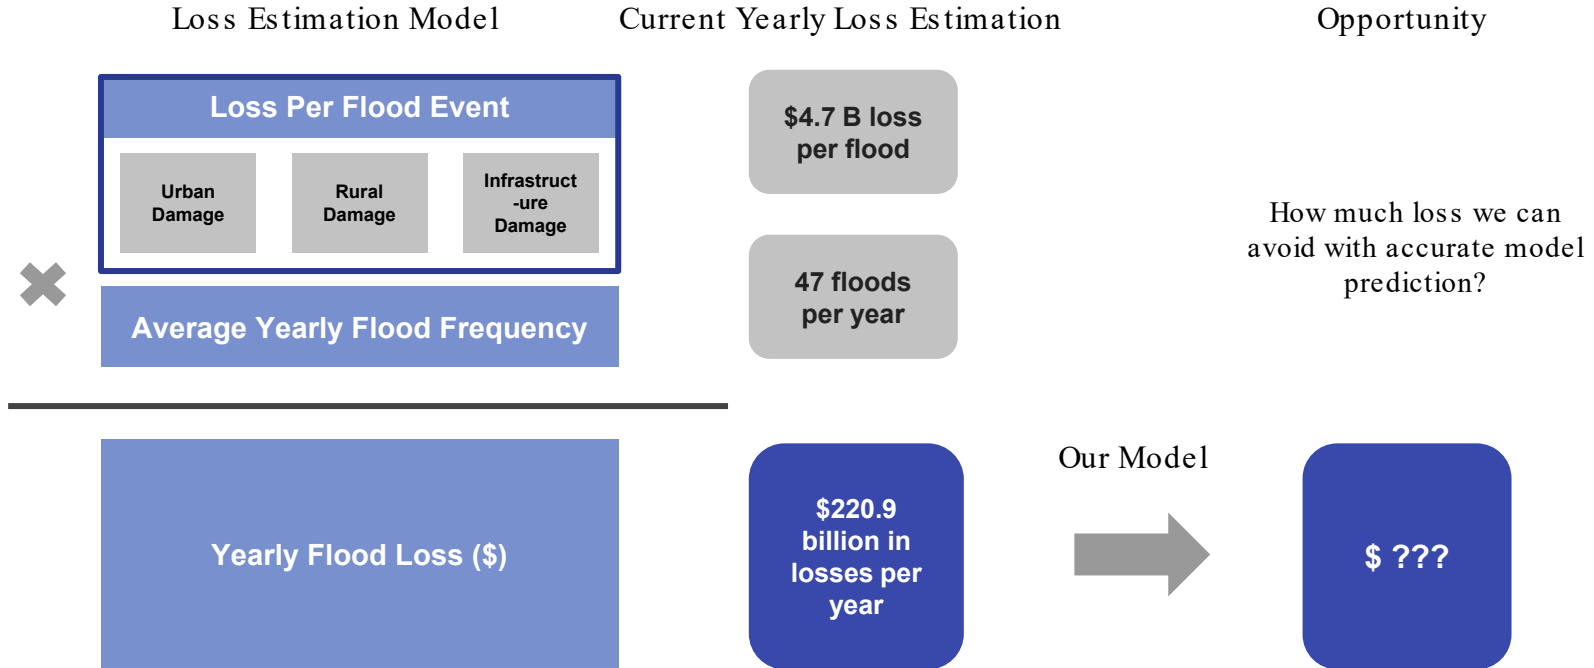 Loss Estimation Model
Current Yearly Loss Estimation
Opportunity
Loss Per Flood Event
Urban
Damage
Rural
Damage
Infrastruct
-ure
Damage
Average Yearly Flood Frequency
$4.7 B loss
per flood
47 floods
per year
How much loss we can
avoid with accurate model
prediction?
Yearly Flood Loss ($)
$220.9
billion in
losses per
year
Our Model
$ ???